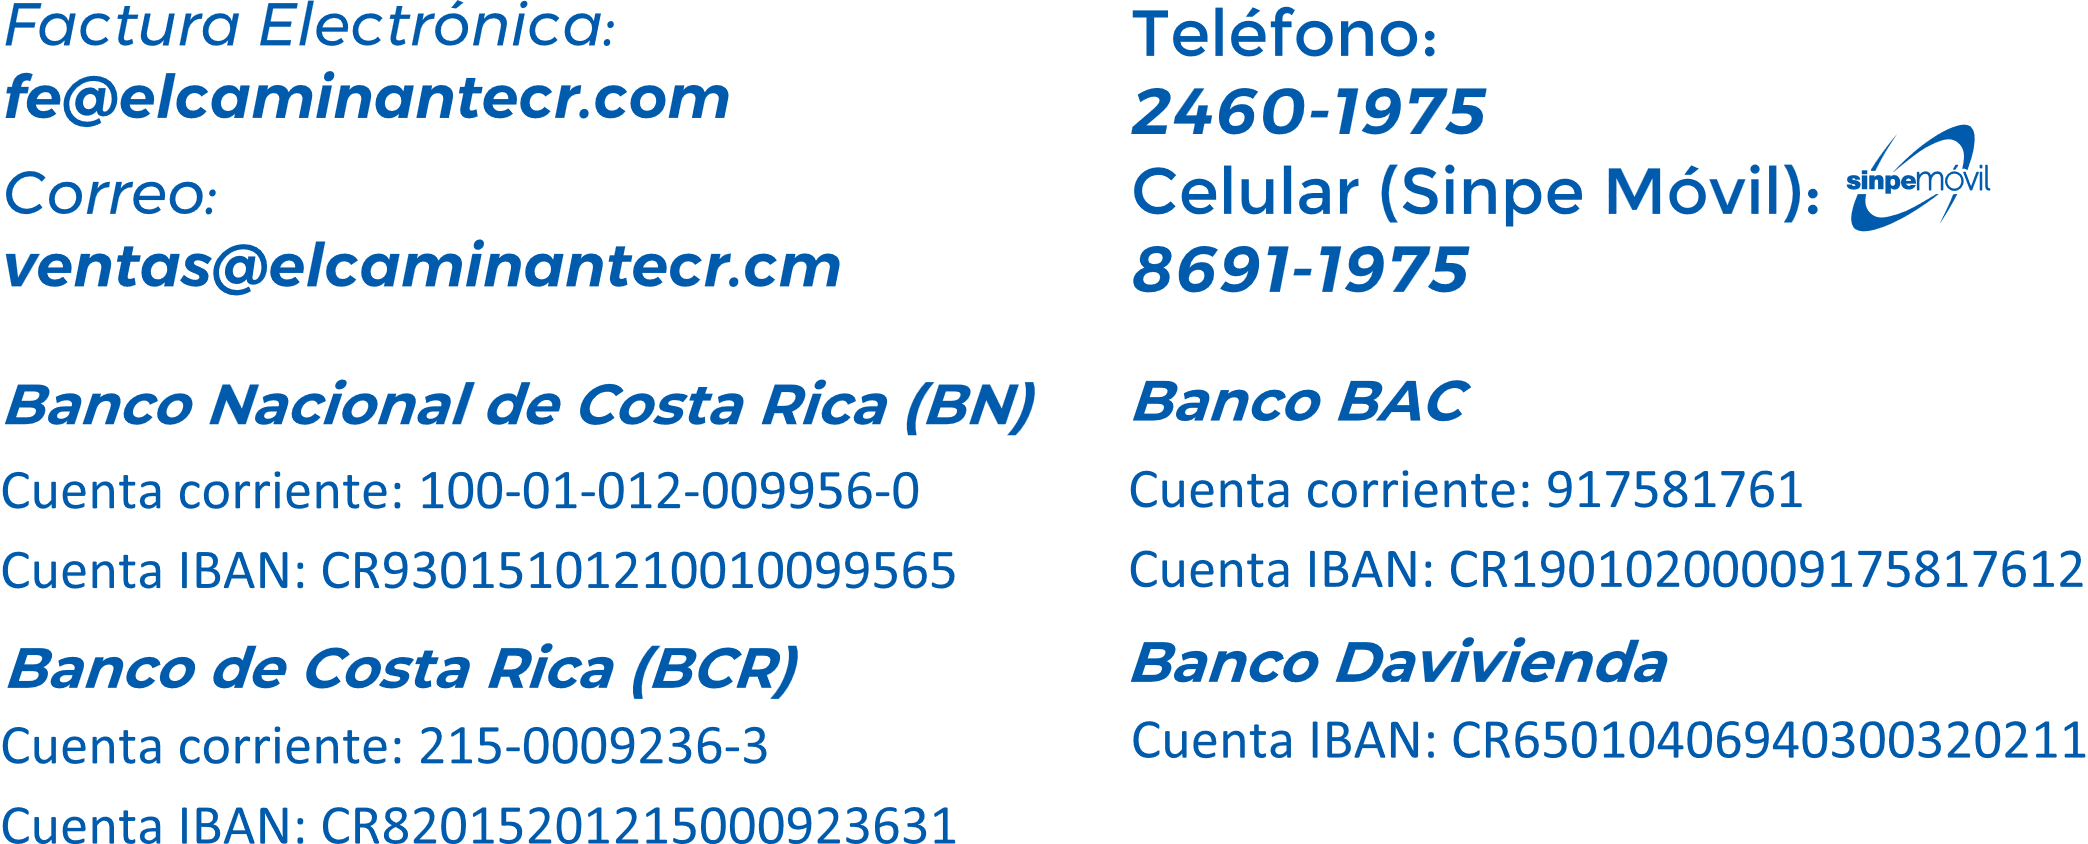 Factura Electrónica:
fe@elcaminantecr.com
Correo:
ventas@elcaminantecr.cm
Teléfono:
2460-1975
Celular (Sinpe Móvil):
sinpemóvil
8691-1975
Banco Nacional de Costa Rica (BN)
Cuenta corriente: 100-01-012-009956-0
Cuenta IBAN: CR93015101210010099565
Banco de Costa Rica (BCR)
Cuenta corriente: 215-0009236-3
Cuenta IBAN: CR82015201215000923631
Banco BAC
Cuenta corriente: 917581761
Cuenta IBAN: CR19010200009175817612
Banco Davivienda
Cuenta IBAN: CR65010406940300320211